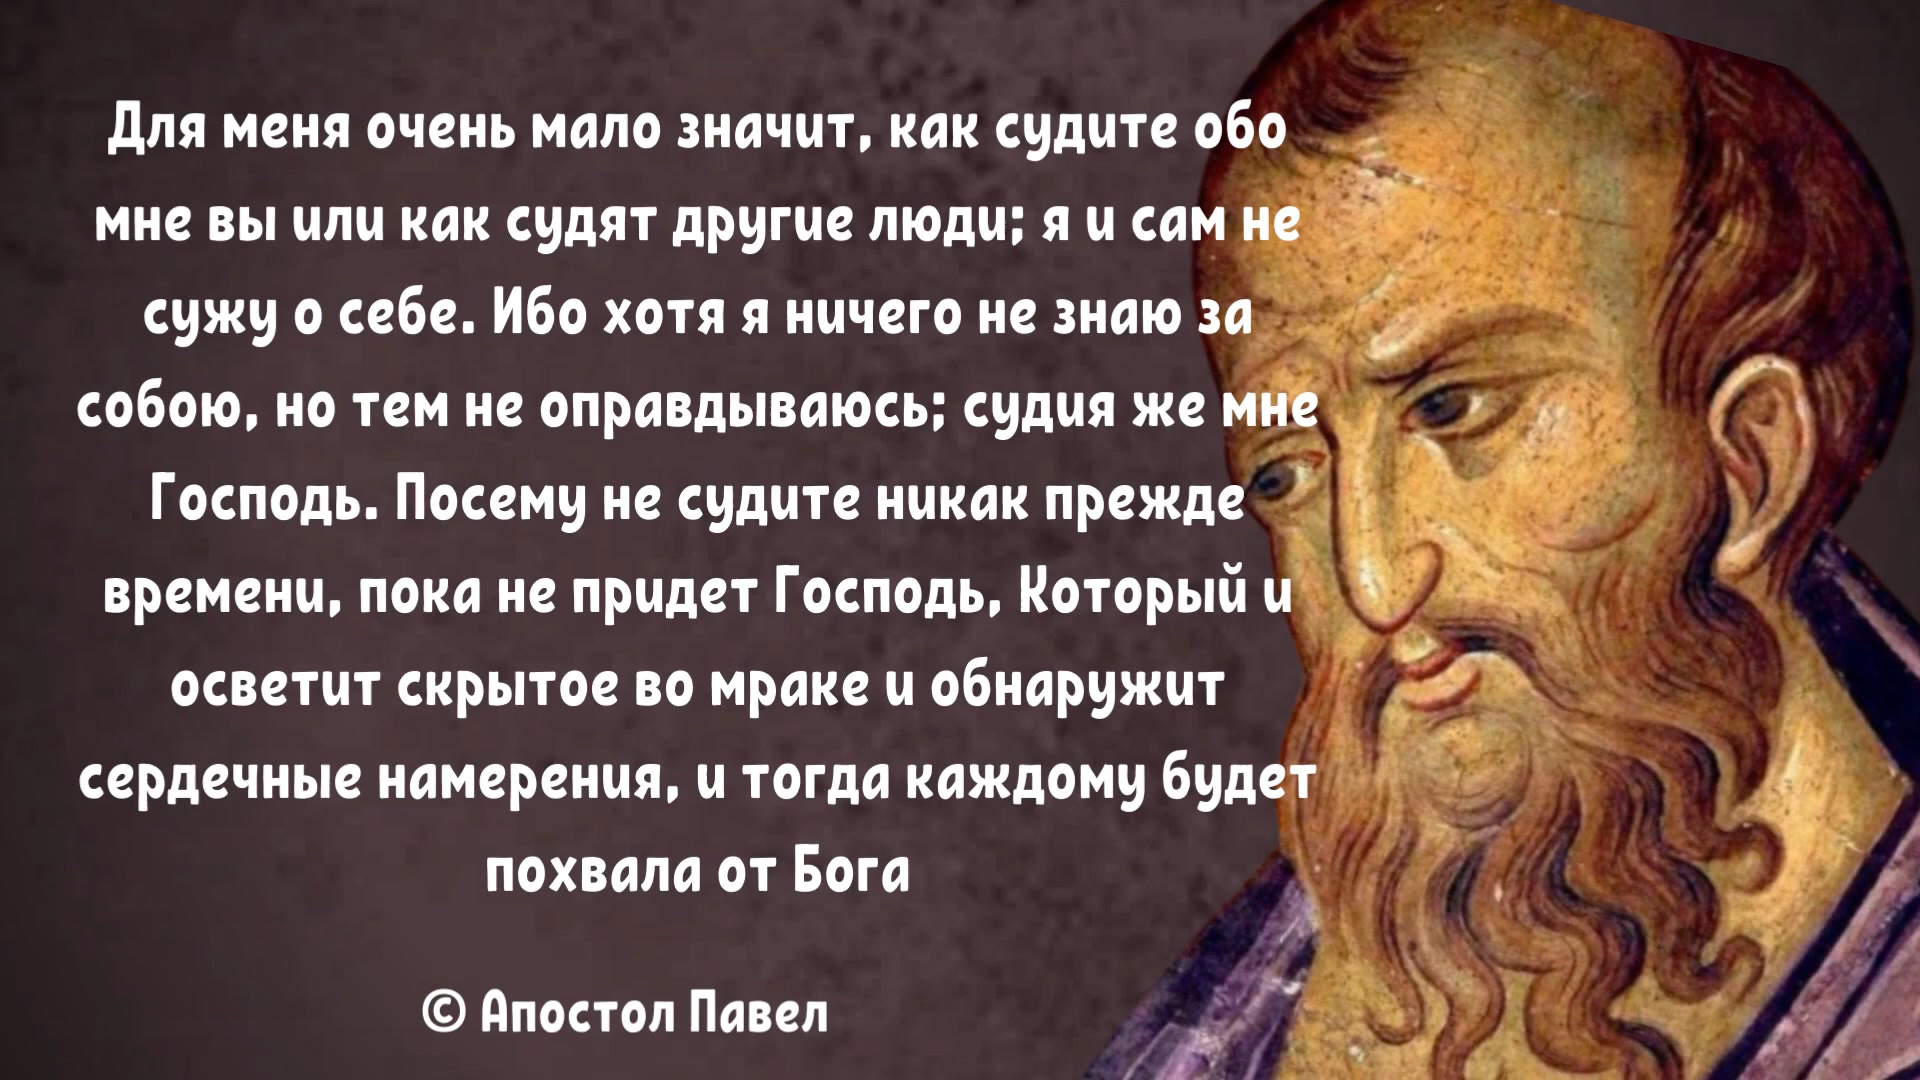 Для меня очень мало значит, как судите обо
мне вы или как судят другие люди; я и сам не
сужу о себе. Ибо хотя я ничего не знаю за
собою, но тем не оправдываюсь; судия же мне
Господь. Посему не судите никак прежде
времени, пока не придет Господь, Который и
осветит скрытое во мраке и обнаружит
сердечные намерения, и тогда каждому будет
похвала от Бога
© Апостол Павел